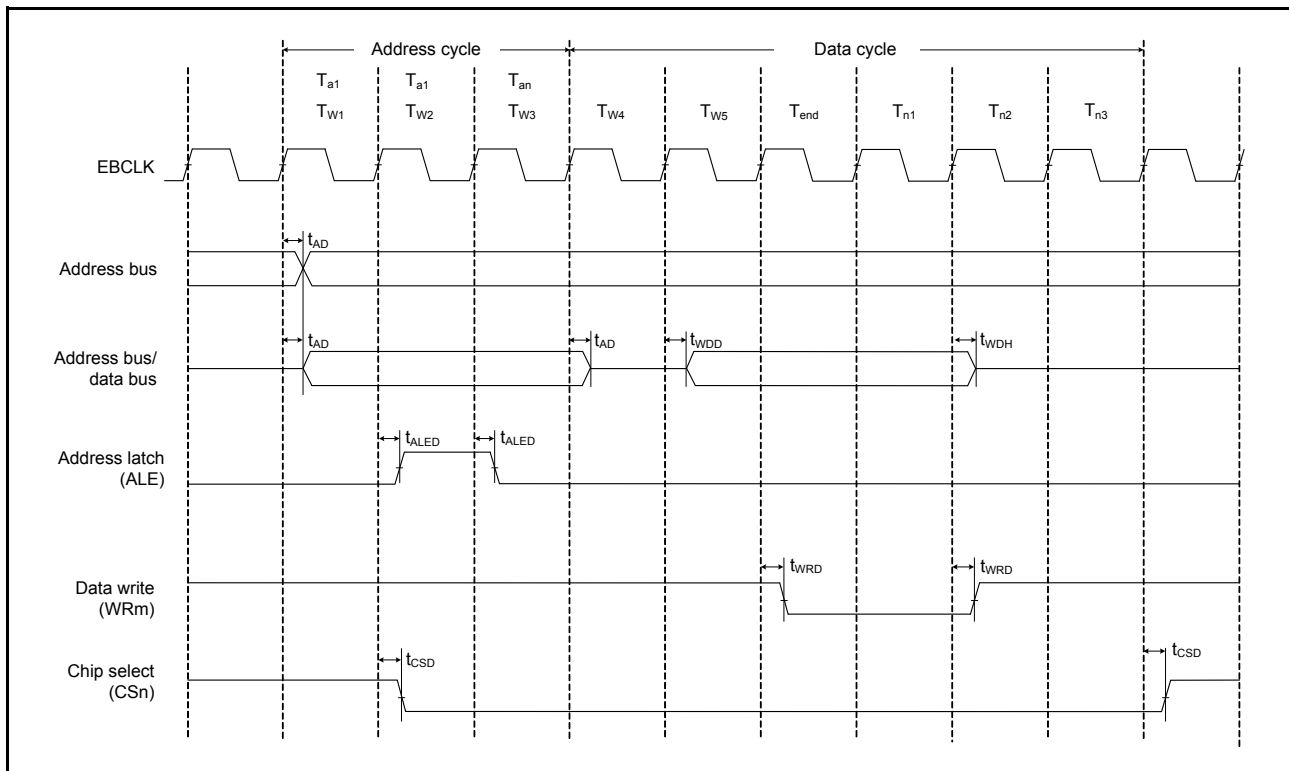 Address cycle Data cycle
Ta1 Ta1 Tan
TW1 TW2 TW3 TW4 TW5 Tend Tn1 Tn2 Tn3
EBCLK
tAD
Address bus
tAD tAD tWDD tWDH
Address bus/
data bus
tALED tALED
Address latch
(ALE)
tWRD tWRD
Data write
(WRm)
tCSD tCSD
Chip select
(CSn)